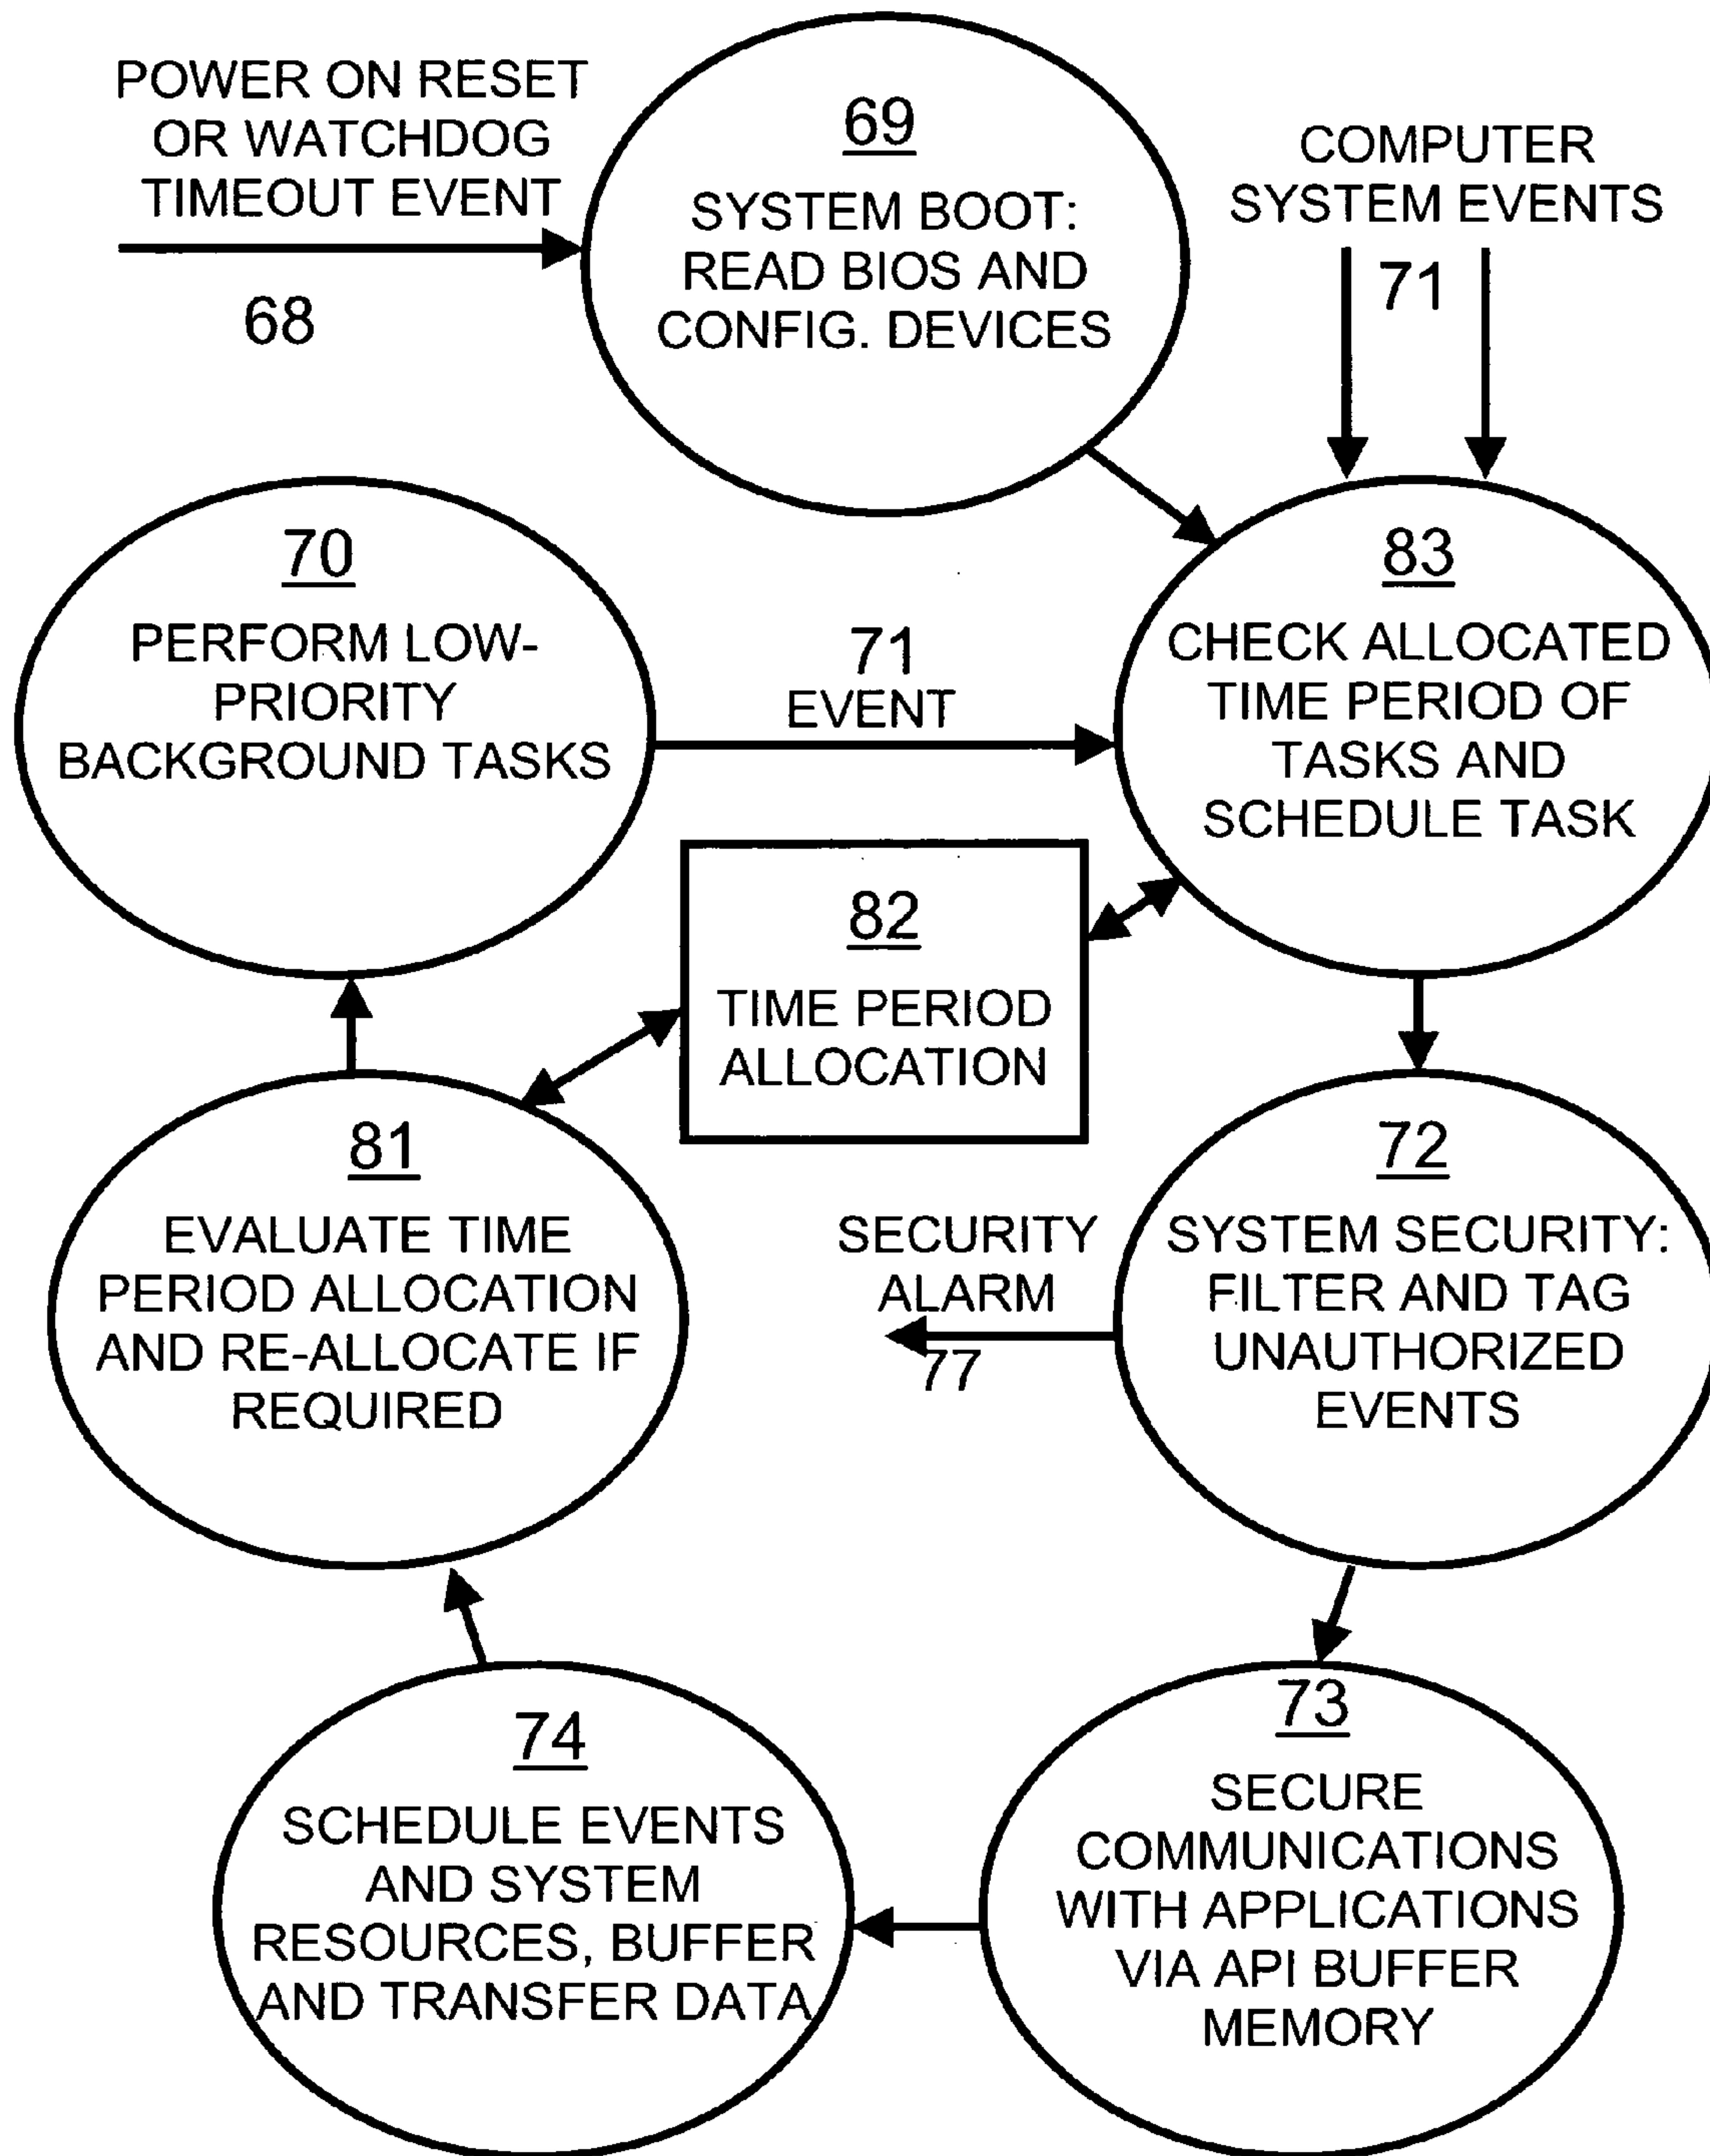 POWER ON RESET
OR WATCHDOG
TIMEOUT EVENT
68
69
SYSTEM BOOT:
READ BIOS AND
CONFIG. DEVICES
COMPUTER
SYSTEM EVENTS
71
70
PERFORM LOW-
PRIORITY
BACKGROUND TASKS
71
EVENT
83
CHECK ALLOCATED
TIME PERIOD OF
TASKS AND
SCHEDULE TASK
82
TIME PERIOD
ALLOCATION
81
EVALUATE TIME
PERIOD ALLOCATION
AND RE-ALLOCATE IF
REQUIRED
SECURITY
ALARM
77
72
SYSTEM SECURITY:
FILTER AND TAG
UNAUTHORIZED
EVENTS
74
SCHEDULE EVENTS
AND SYSTEM
RESOURCES, BUFFER
AND TRANSFER DATA
73
SECURE
COMMUNICATIONS
WITH APPLICATIONS
VIA API BUFFER
MEMORY